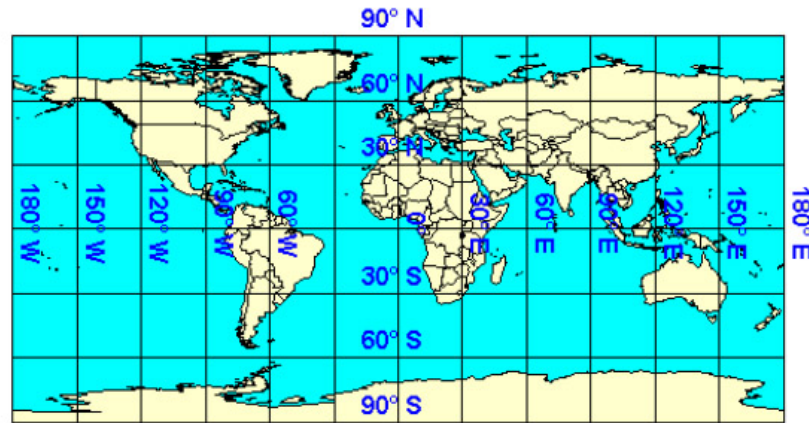 90° N
60° N
30° N
180° W
150° W
120° W
90° W
60° W
0°
30° E
60° E
90° E
120° E
150° E
180° E
30° S
60° S
90° S